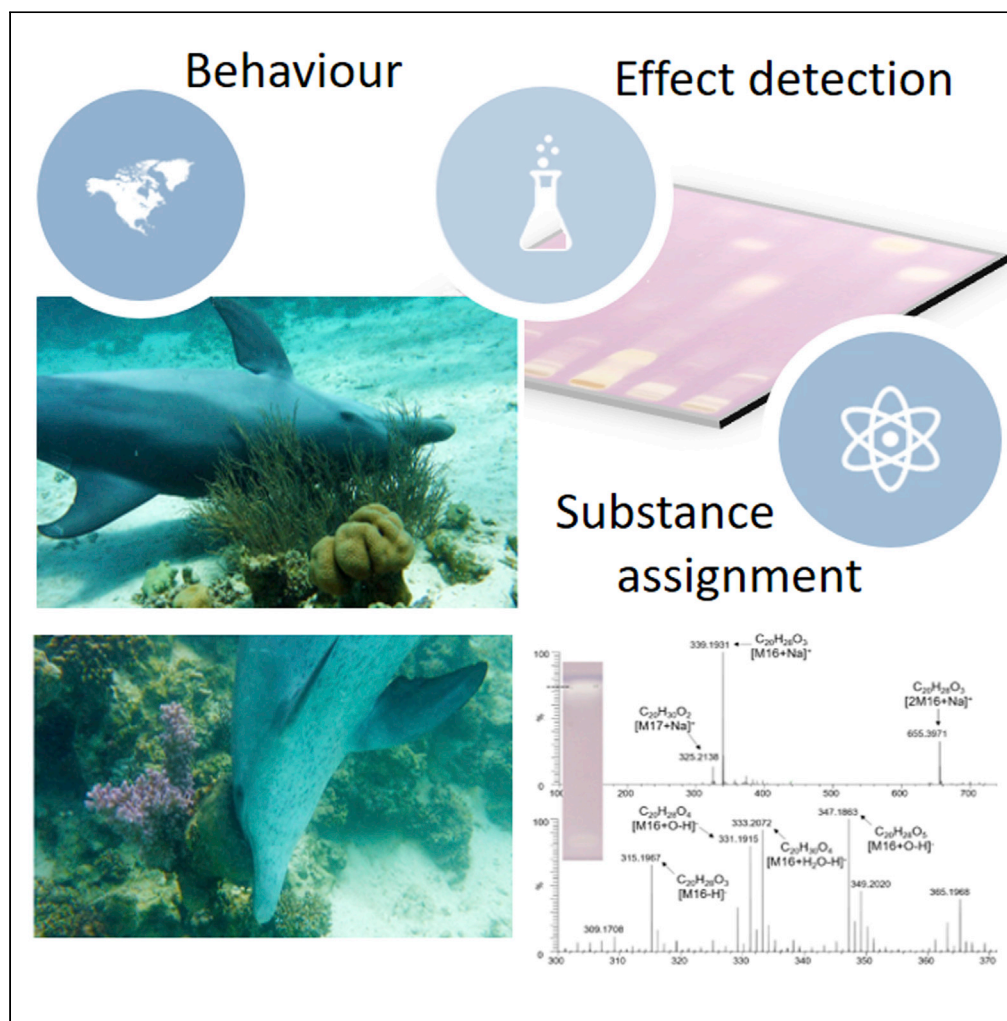 Behaviour
Effect detection
Substance
assignment
C₂₀H₂₈O₃
[M16+Na]⁺
339.1931
100
%
0
C₂₀H₃₀O₂
[M17+Na]⁺
325.2138
C₂₀H₂₈O₃
[2M16+Na]⁺
655.3971
100 200 300 400 500 600 700
100
%
0
C₂₀H₂₈O₄
[M16+O-H]⁻
331.1915
333.2072
C₂₀H₃₀O₄
[M16+H₂O-H]⁻
347.1863
C₂₀H₂₈O₅
[M16+O-H]⁻
315.1967
C₂₀H₂₈O₃
[M16-H]⁻
309.1708
349.2020
365.1968
300 310 320 330 340 350 360 370